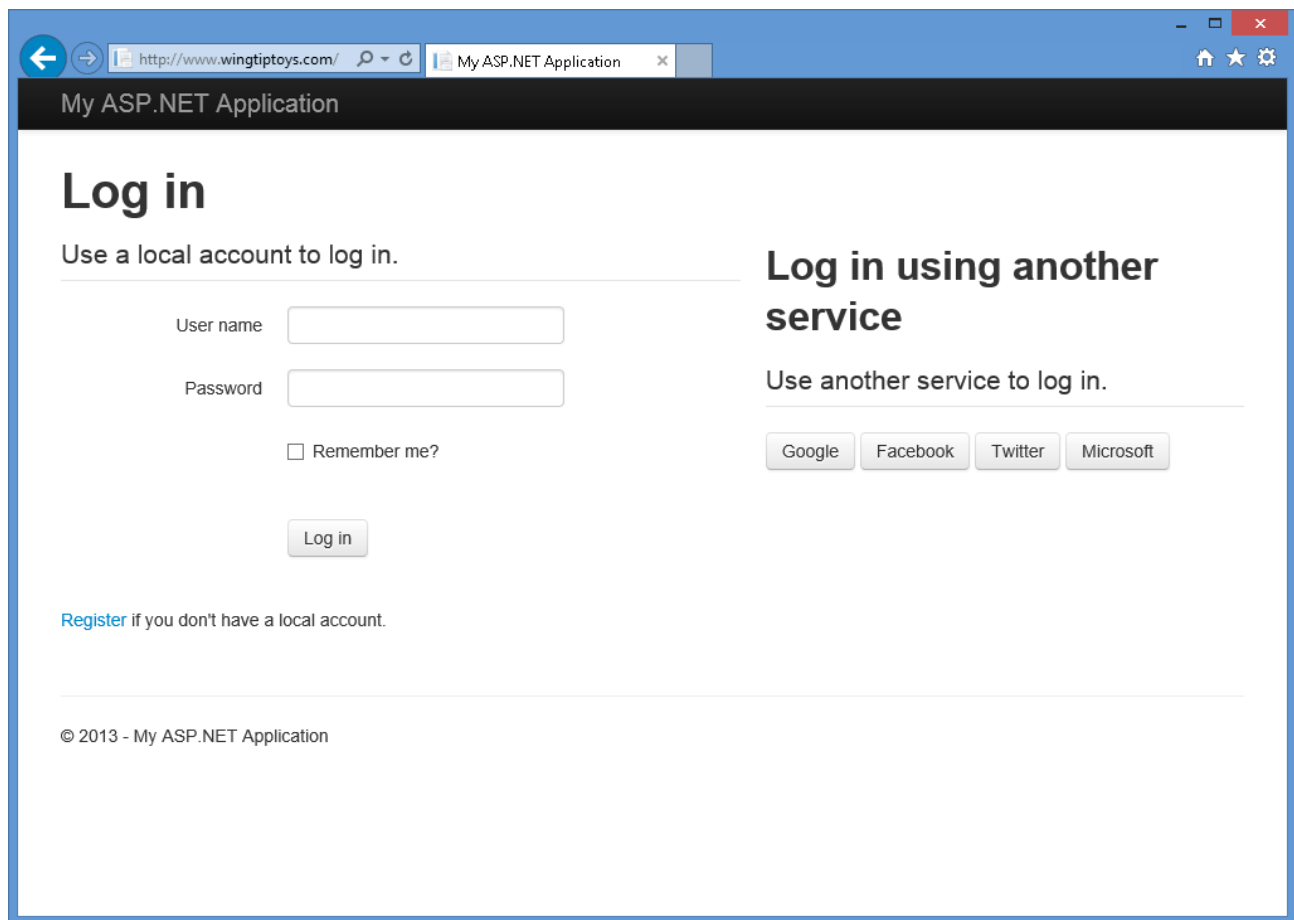 http://www.wingtiptoys.com/
My ASP.NET Application
My ASP.NET Application
Log in
Use a local account to log in.
User name
Password
Remember me?
Log in
Register if you don't have a local account.
Log in using another
service
Use another service to log in.
Google Facebook Twitter Microsoft
© 2013 - My ASP.NET Application